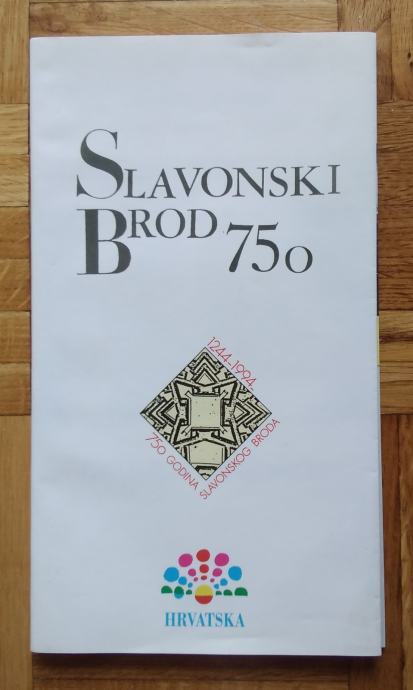 SLAVONSKI
BROD 750
1244-1994
750 GODINA
SLAVONSKOG BRODA
HRVATSKA